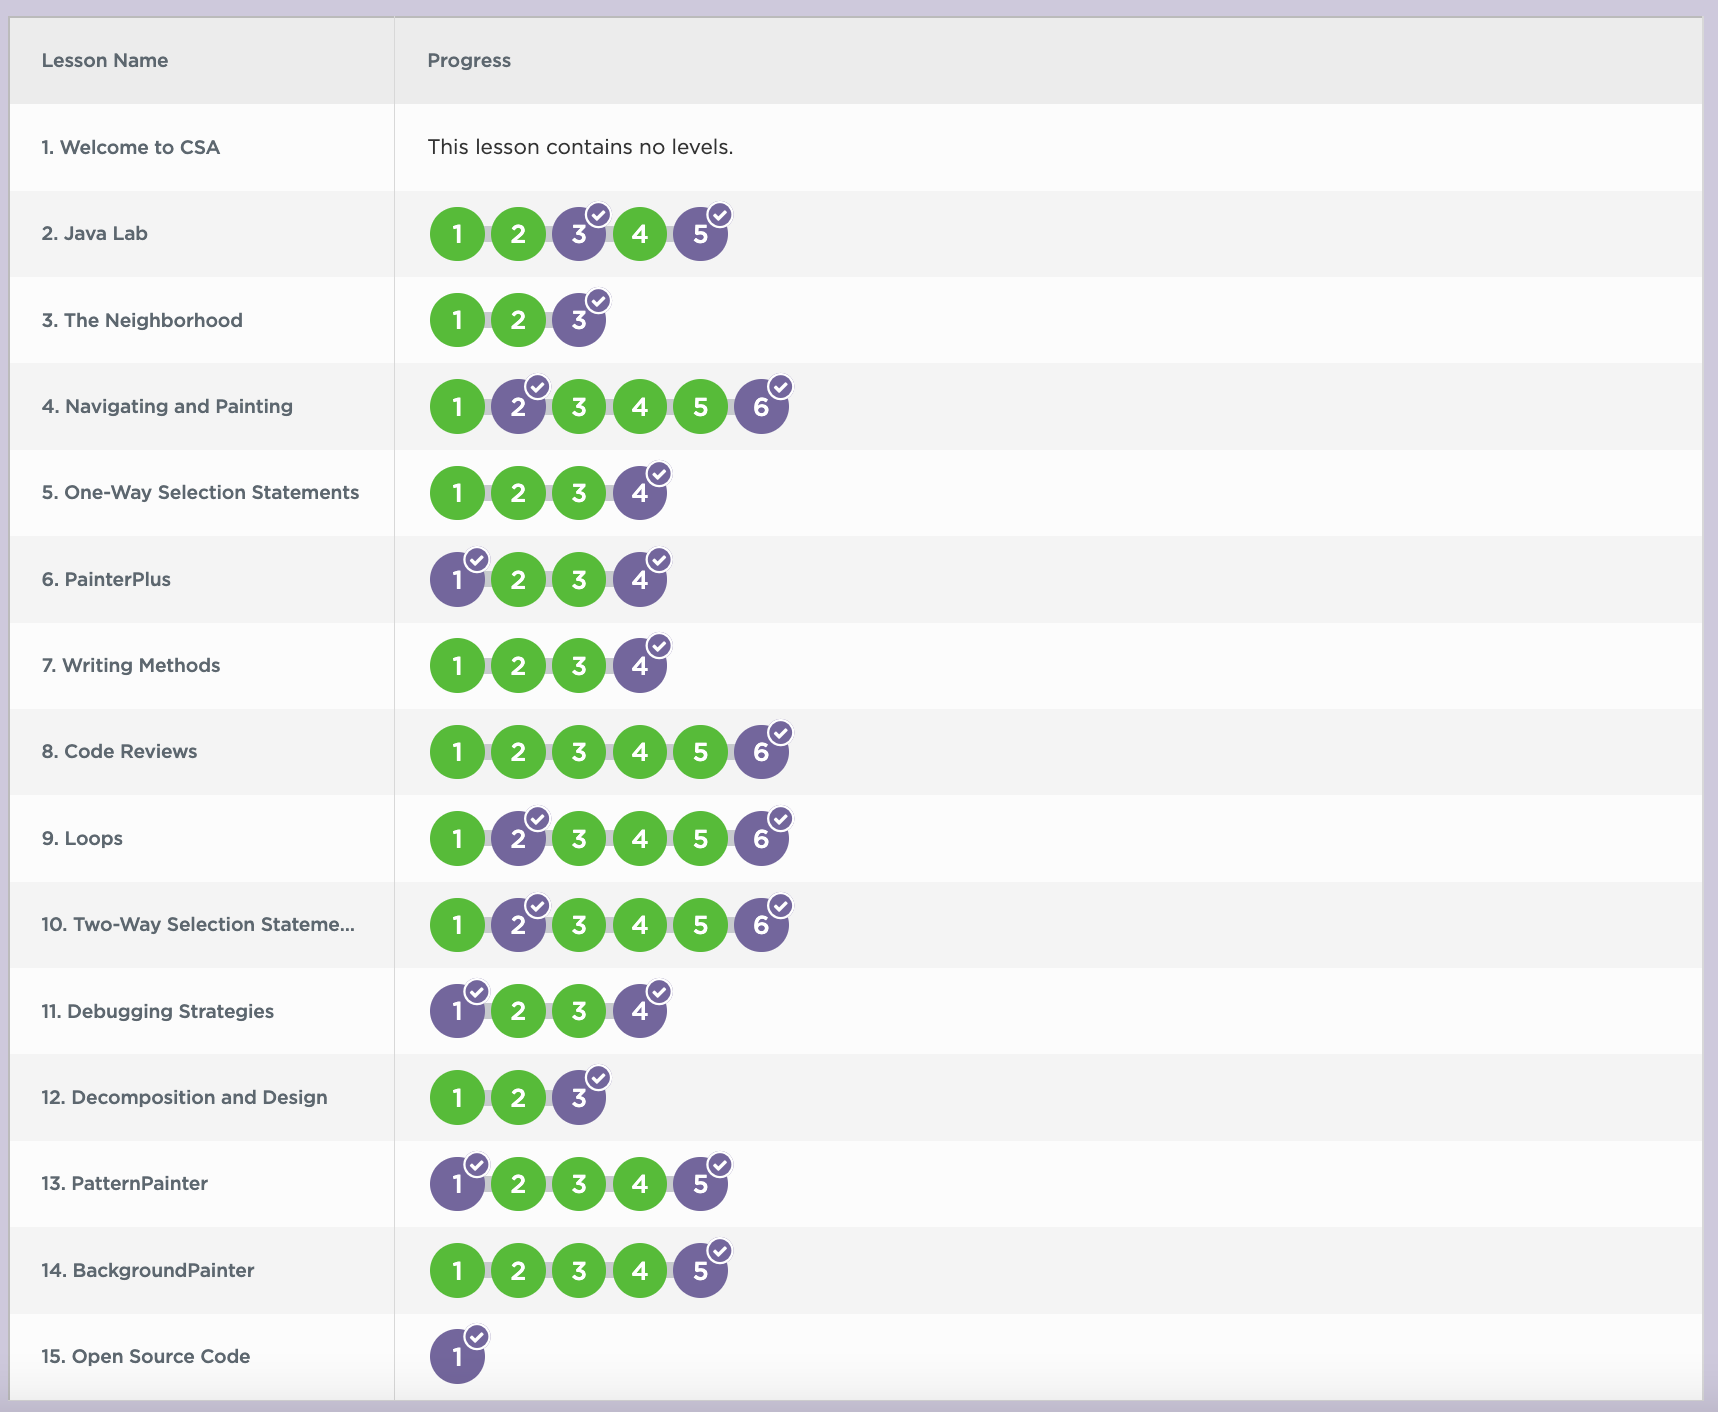 Lesson Name Progress
1. Welcome to CSA This lesson contains no levels.
2. Java Lab 1 2 3 4 5
3. The Neighborhood 1 2 3
4. Navigating and Painting 1 2 3 4 5 6
5. One-Way Selection Statements 1 2 3 4
6. PainterPlus 1 2 3 4
7. Writing Methods 1 2 3 4
8. Code Reviews 1 2 3 4 5 6
9. Loops 1 2 3 4 5 6
10. Two-Way Selection Stateme... 1 2 3 4 5 6
11. Debugging Strategies 1 2 3 4
12. Decomposition and Design 1 2 3
13. PatternPainter 1 2 3 4 5
14. BackgroundPainter 1 2 3 4 5
15. Open Source Code 1